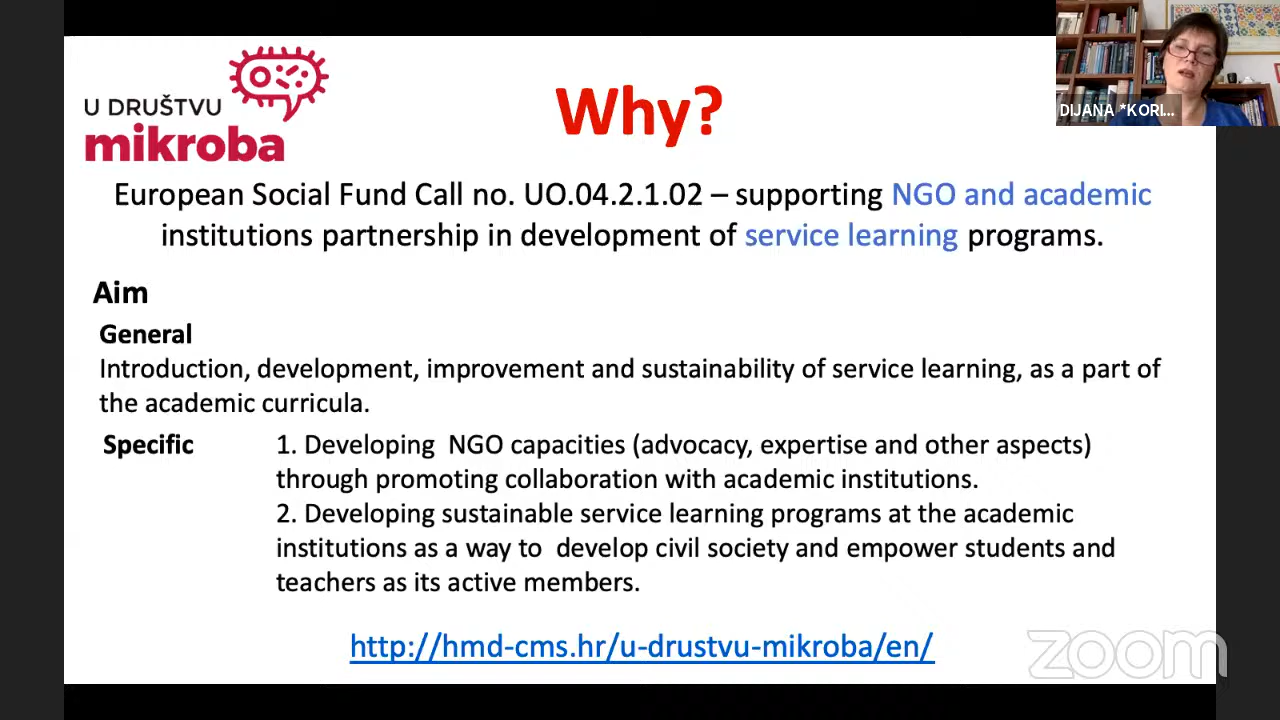 U DRUŠTVU
mikroba
Why?
DIJANA *KORI...
European Social Fund Call no. UO.04.2.1.02 – supporting NGO and academic
institutions partnership in development of service learning programs.
Aim
General
Introduction, development, improvement and sustainability of service learning, as a part of
the academic curricula.
Specific
1. Developing NGO capacities (advocacy, expertise and other aspects)
through promoting collaboration with academic institutions.
2. Developing sustainable service learning programs at the academic
institutions as a way to develop civil society and empower students and
teachers as its active members.
http://hmd-cms.hr/u-drustvu-mikroba/en/
zoom